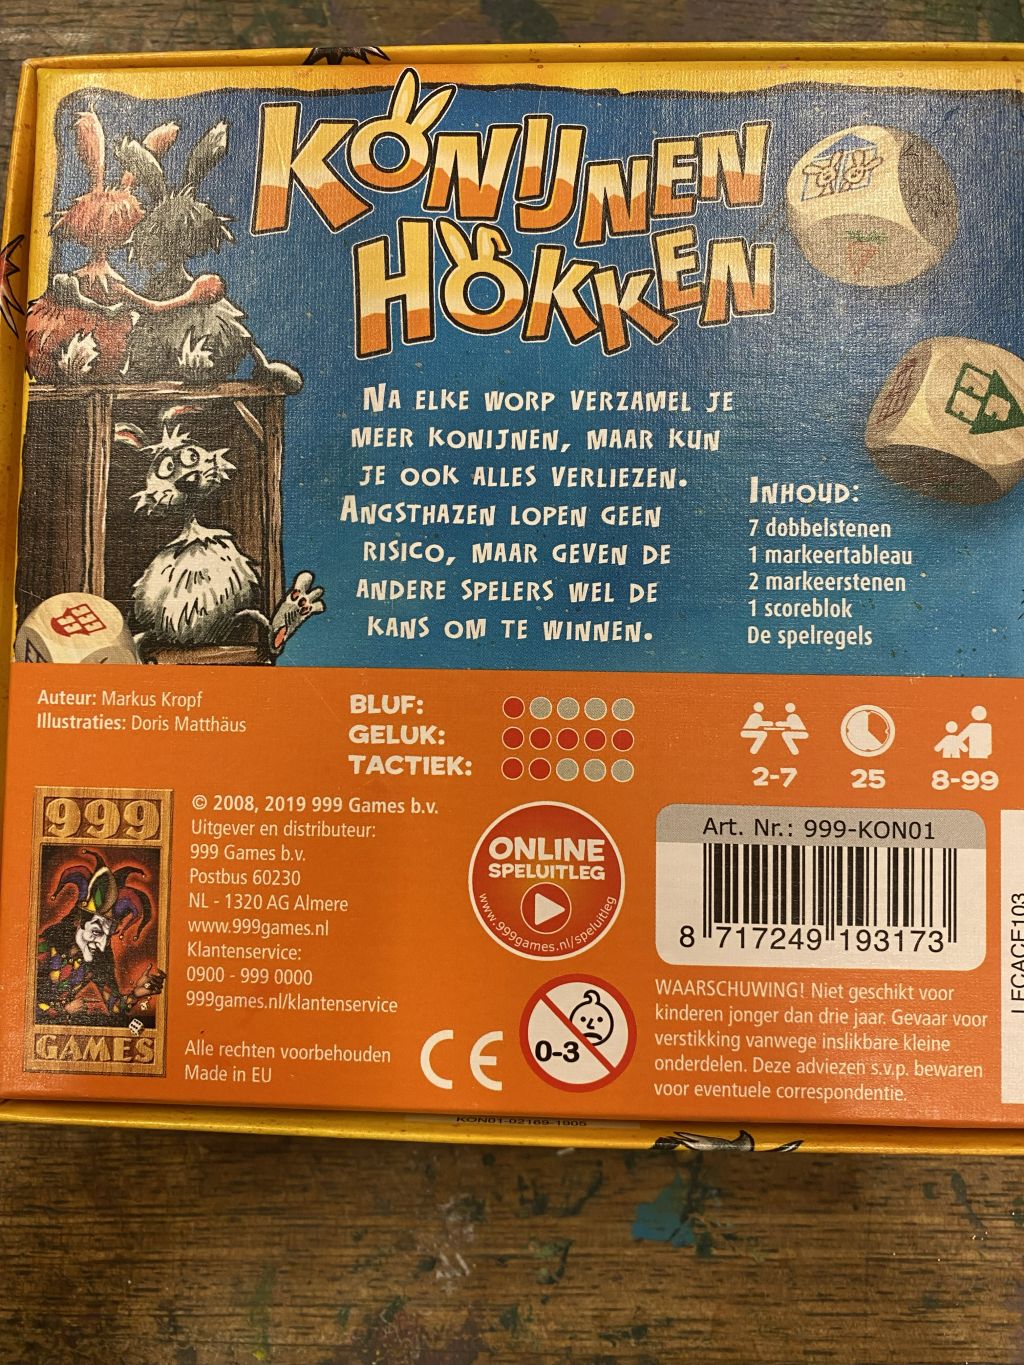 KONIJNEN
HOKKEN
NA ELKE WORP VERZAMEL JE
MEER KONIJNEN, MAAR KUN
JE OOK ALLES VERLIEZEN.
ANGSTHAZEN LOPEN GEEN
RISICO, MAAR GEVEN DE
ANDERE SPELERS WEL DE
KANS OM TE WINNEN.
INHOUD:
7 dobbelstenen
1 markeertableau
2 markeerstenen
1 scoreblok
De spelregels
Auteur: Markus Kropf
Illustraties: Doris Matthäus
BLUF:
GELUK:
TACTIEK:
2-7
25
8-99
999
GAMES
© 2008, 2019 999 Games b.v.
Uitgever en distributeur:
999 Games b.v.
Postbus 60230
NL - 1320 AG Almere
www.999games.nl
Klantenservice:
0900 - 999 0000
999games.nl/klantenservice
Alle rechten voorbehouden
Made in EU
ONLINE
SPELUITLEG
www.999games.nl/speluitleg
CE
0-3
Art. Nr.: 999-KON01
8 717249 193173
WAARSCHUWING! Niet geschikt voor
kinderen jonger dan drie jaar. Gevaar voor
verstikking vanwege inslikbare kleine
onderdelen. Deze adviezen s.v.p. bewaren
voor eventuele correspondentie.
KON01-02169-1905